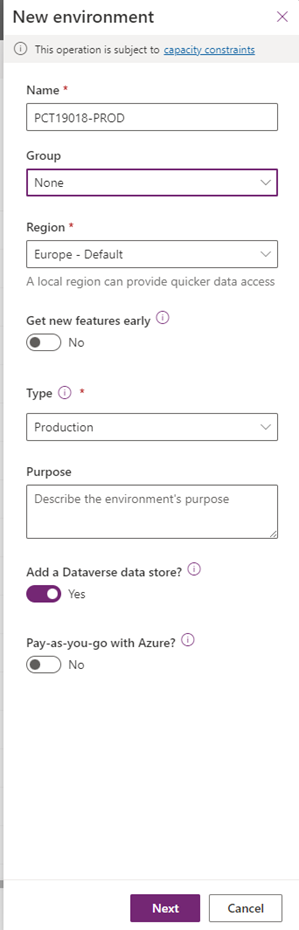 New environment
This operation is subject to capacity constraints
Name *
PCT19018-PROD
Group
None
Region *
Europe - Default
A local region can provide quicker data access
Get new features early
No
Type *
Production
Purpose
Describe the environment's purpose
Add a Dataverse data store?
Yes
Pay-as-you-go with Azure?
No
Next Cancel